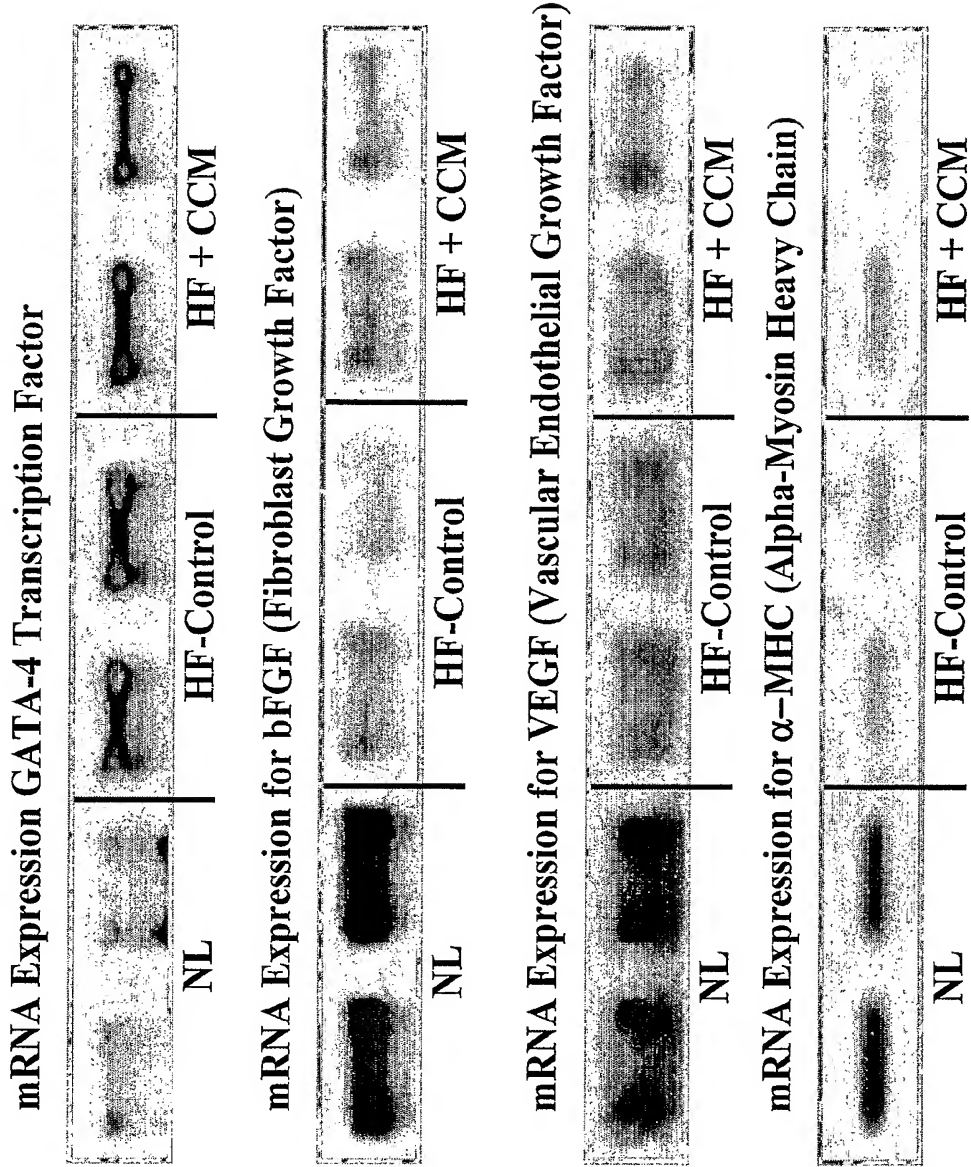 mRNA Expression GATA-4 Transcription Factor
NL
HF-Control
HF + CCM
mRNA Expression for bFGF (Fibroblast Growth Factor)
NL
HF-Control
HF + CCM
mRNA Expression for VEGF (Vascular Endothelial Growth Factor)
NL
HF-Control
HF + CCM
mRNA Expression for α−MHC (Alpha-Myosin Heavy Chain)
NL
HF-Control
HF + CCM